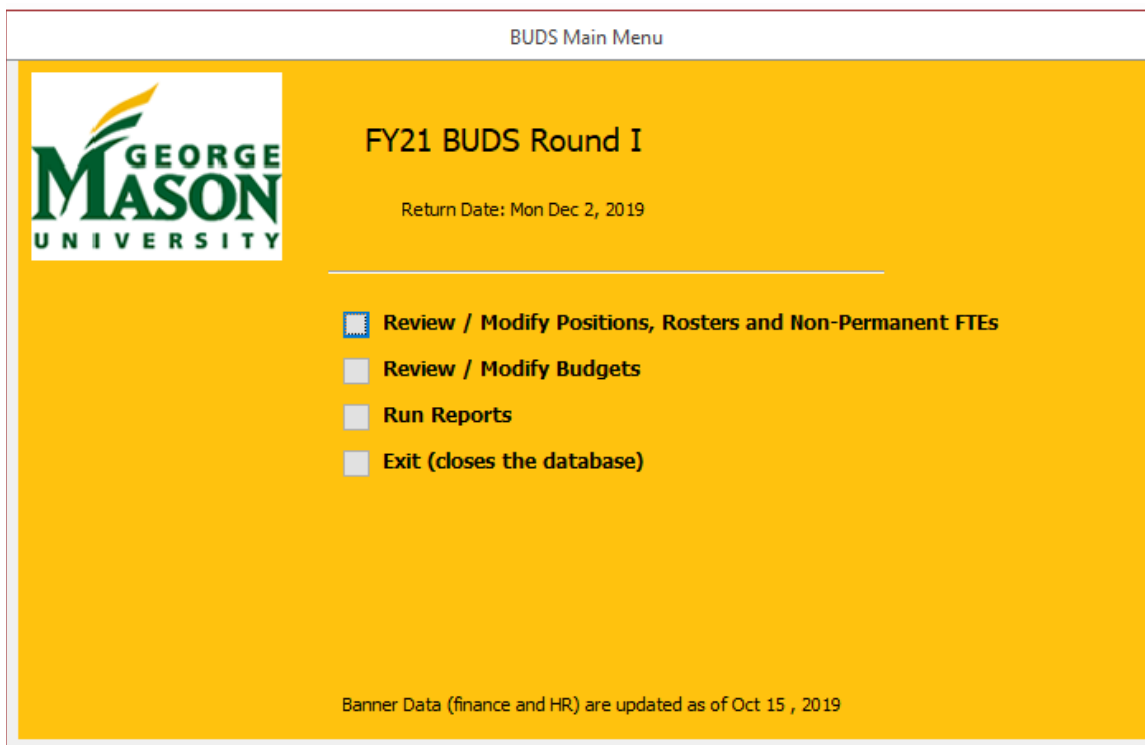 BUDS Main Menu
GEORGE
MASON
UNIVERSITY
FY21 BUDS Round I
Return Date: Mon Dec 2, 2019
Review / Modify Positions, Rosters and Non-Permanent FTEs
Review / Modify Budgets
Run Reports
Exit (closes the database)
Banner Data (finance and HR) are updated as of Oct 15 , 2019